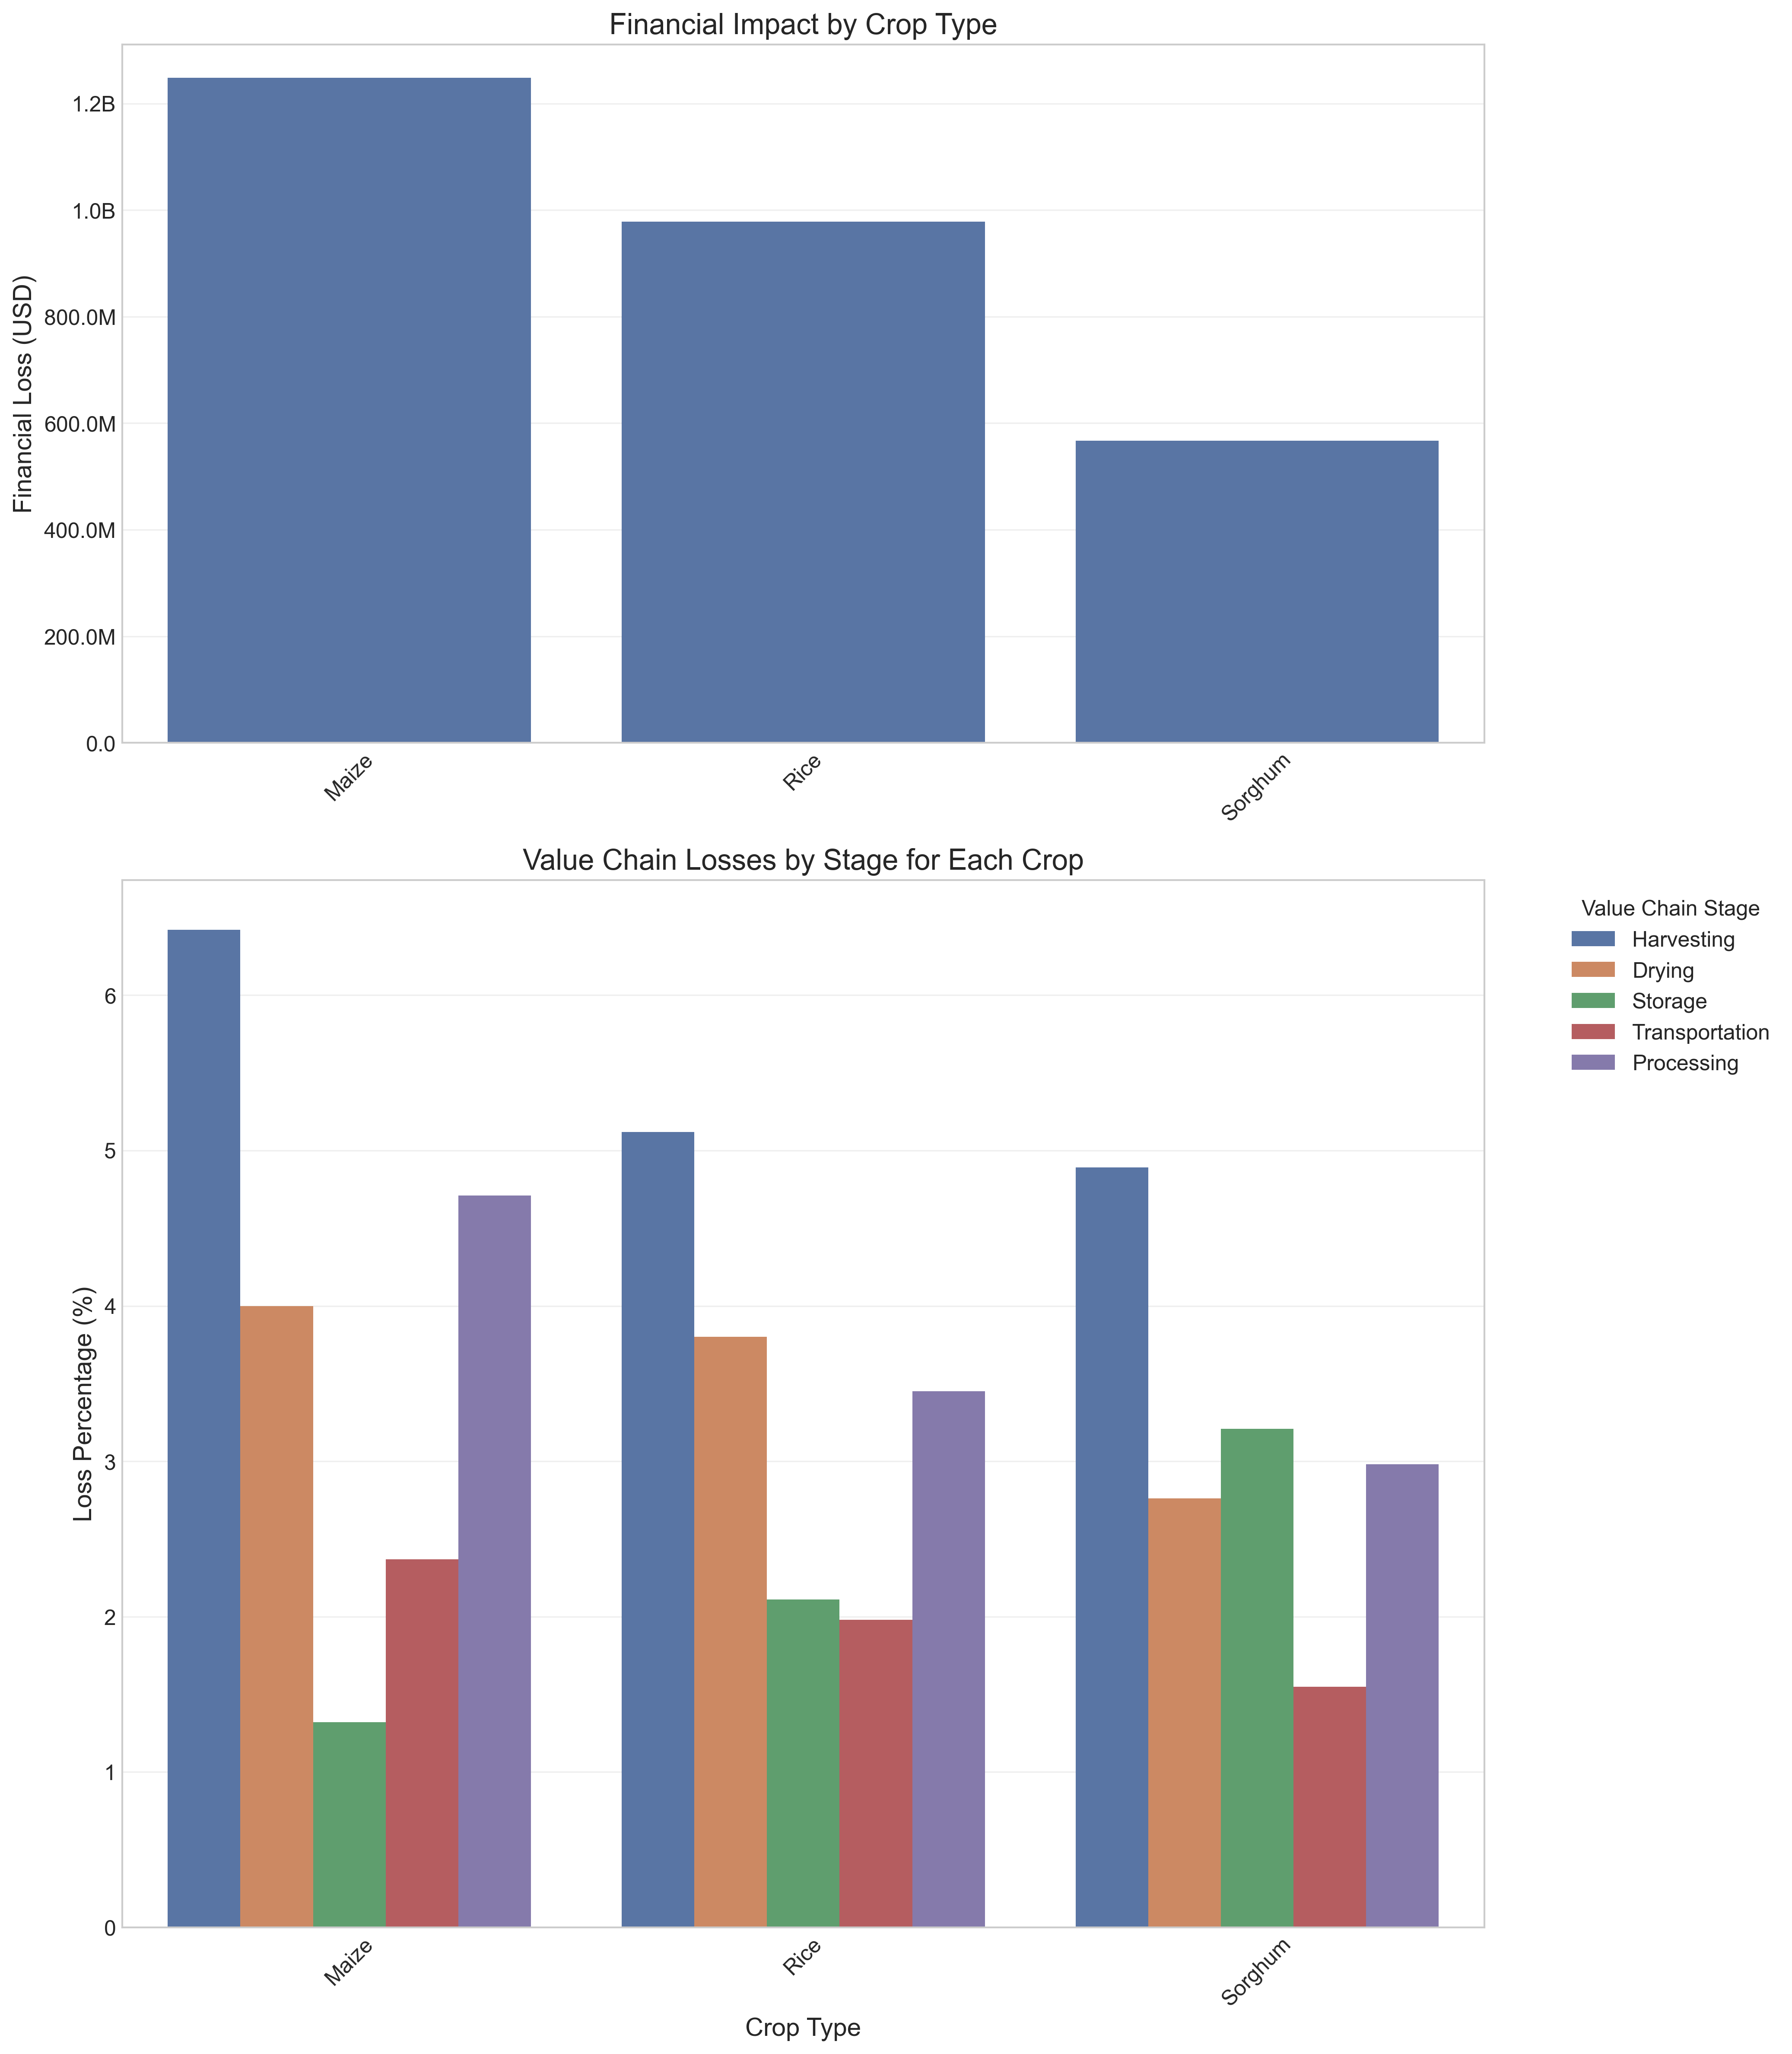 Financial Impact by Crop Type
Financial Loss (USD)
1.2B
1.0B
800.0M
600.0M
400.0M
200.0M
0.0
Maize
Rice
Sorghum
Value Chain Losses by Stage for Each Crop
Loss Percentage (%)
6
5
4
3
2
1
0
Maize
Rice
Sorghum
Crop Type
Value Chain Stage
Harvesting
Drying
Storage
Transportation
Processing